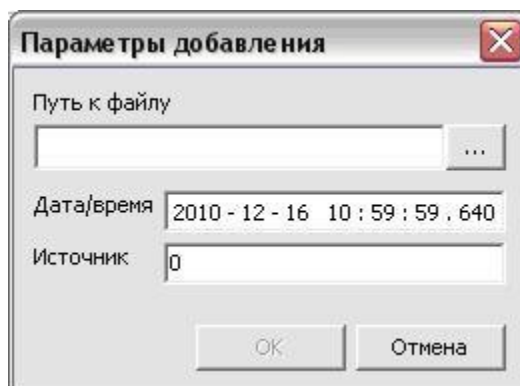 Параметры добавления
Путь к файлу
...
Дата/время 2010 - 12 - 16 10 : 59 : 59 . 640
Источник 0
OK Отмена